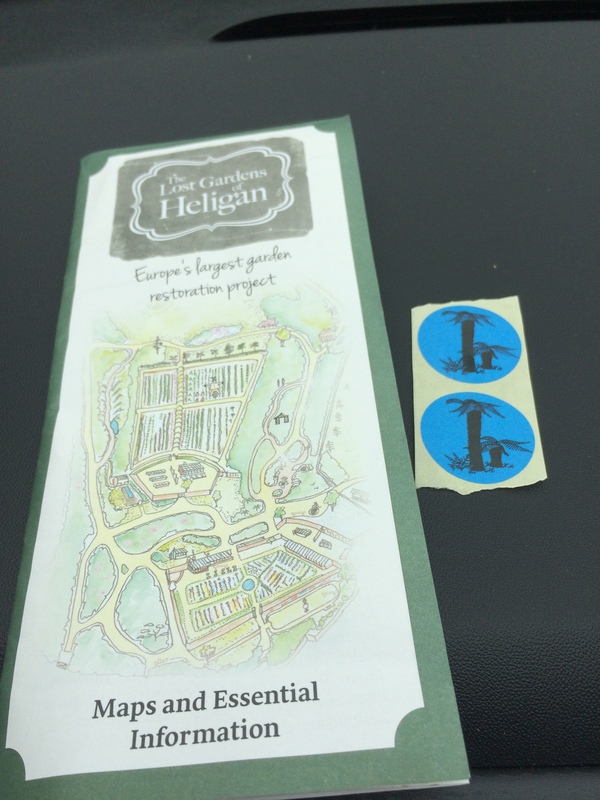 The
Lost Gardens
of
Heligan
Europe's largest garden
restoration project
Maps and Essential
Information